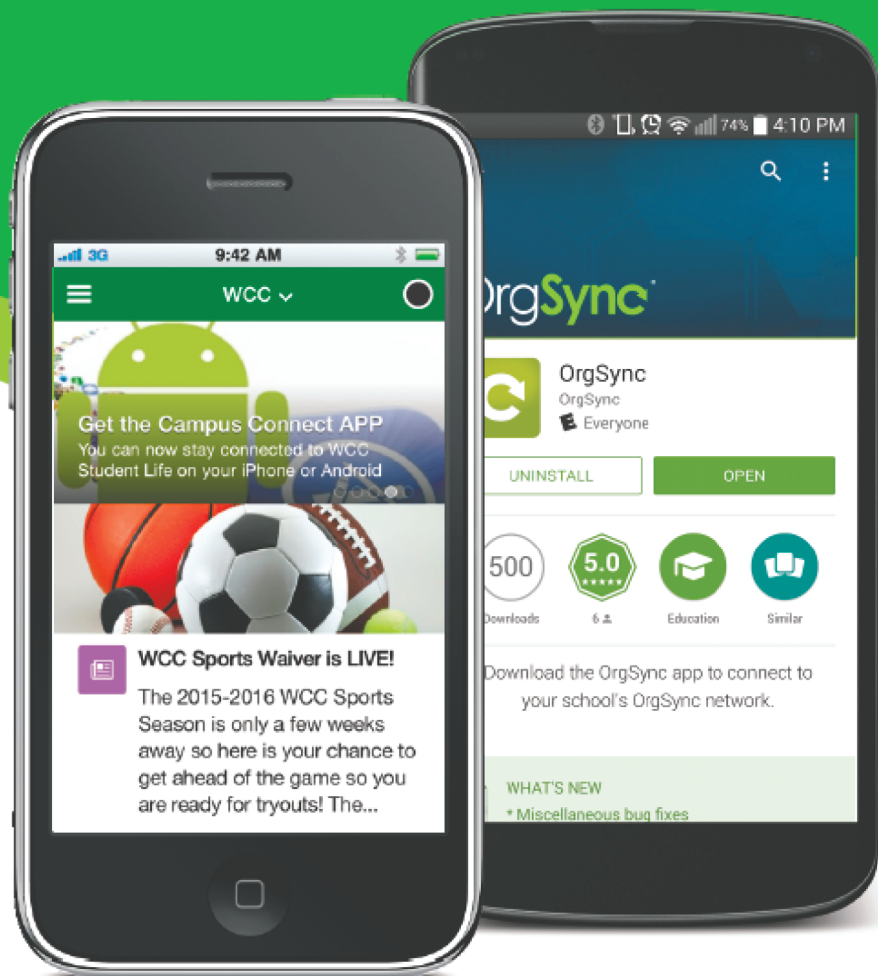 3G 9:42 AM
WCC
Get the Campus Connect APP
You can now stay connected to WCC
Student Life on your iPhone or Android
WCC Sports Waiver is LIVE!
The 2015-2016 WCC Sports
Season is only a few weeks
away so here is your chance to
get ahead of the game so you
are ready for tryouts! The...
74% 4:10 PM
OrgSync
OrgSync
OrgSync
E Everyone
UNINSTALL OPEN
500 5.0
Downloads 6 Education Similar
Download the OrgSync app to connect to
your school's OrgSync network.
WHAT'S NEW
* Miscellaneous bug fixes